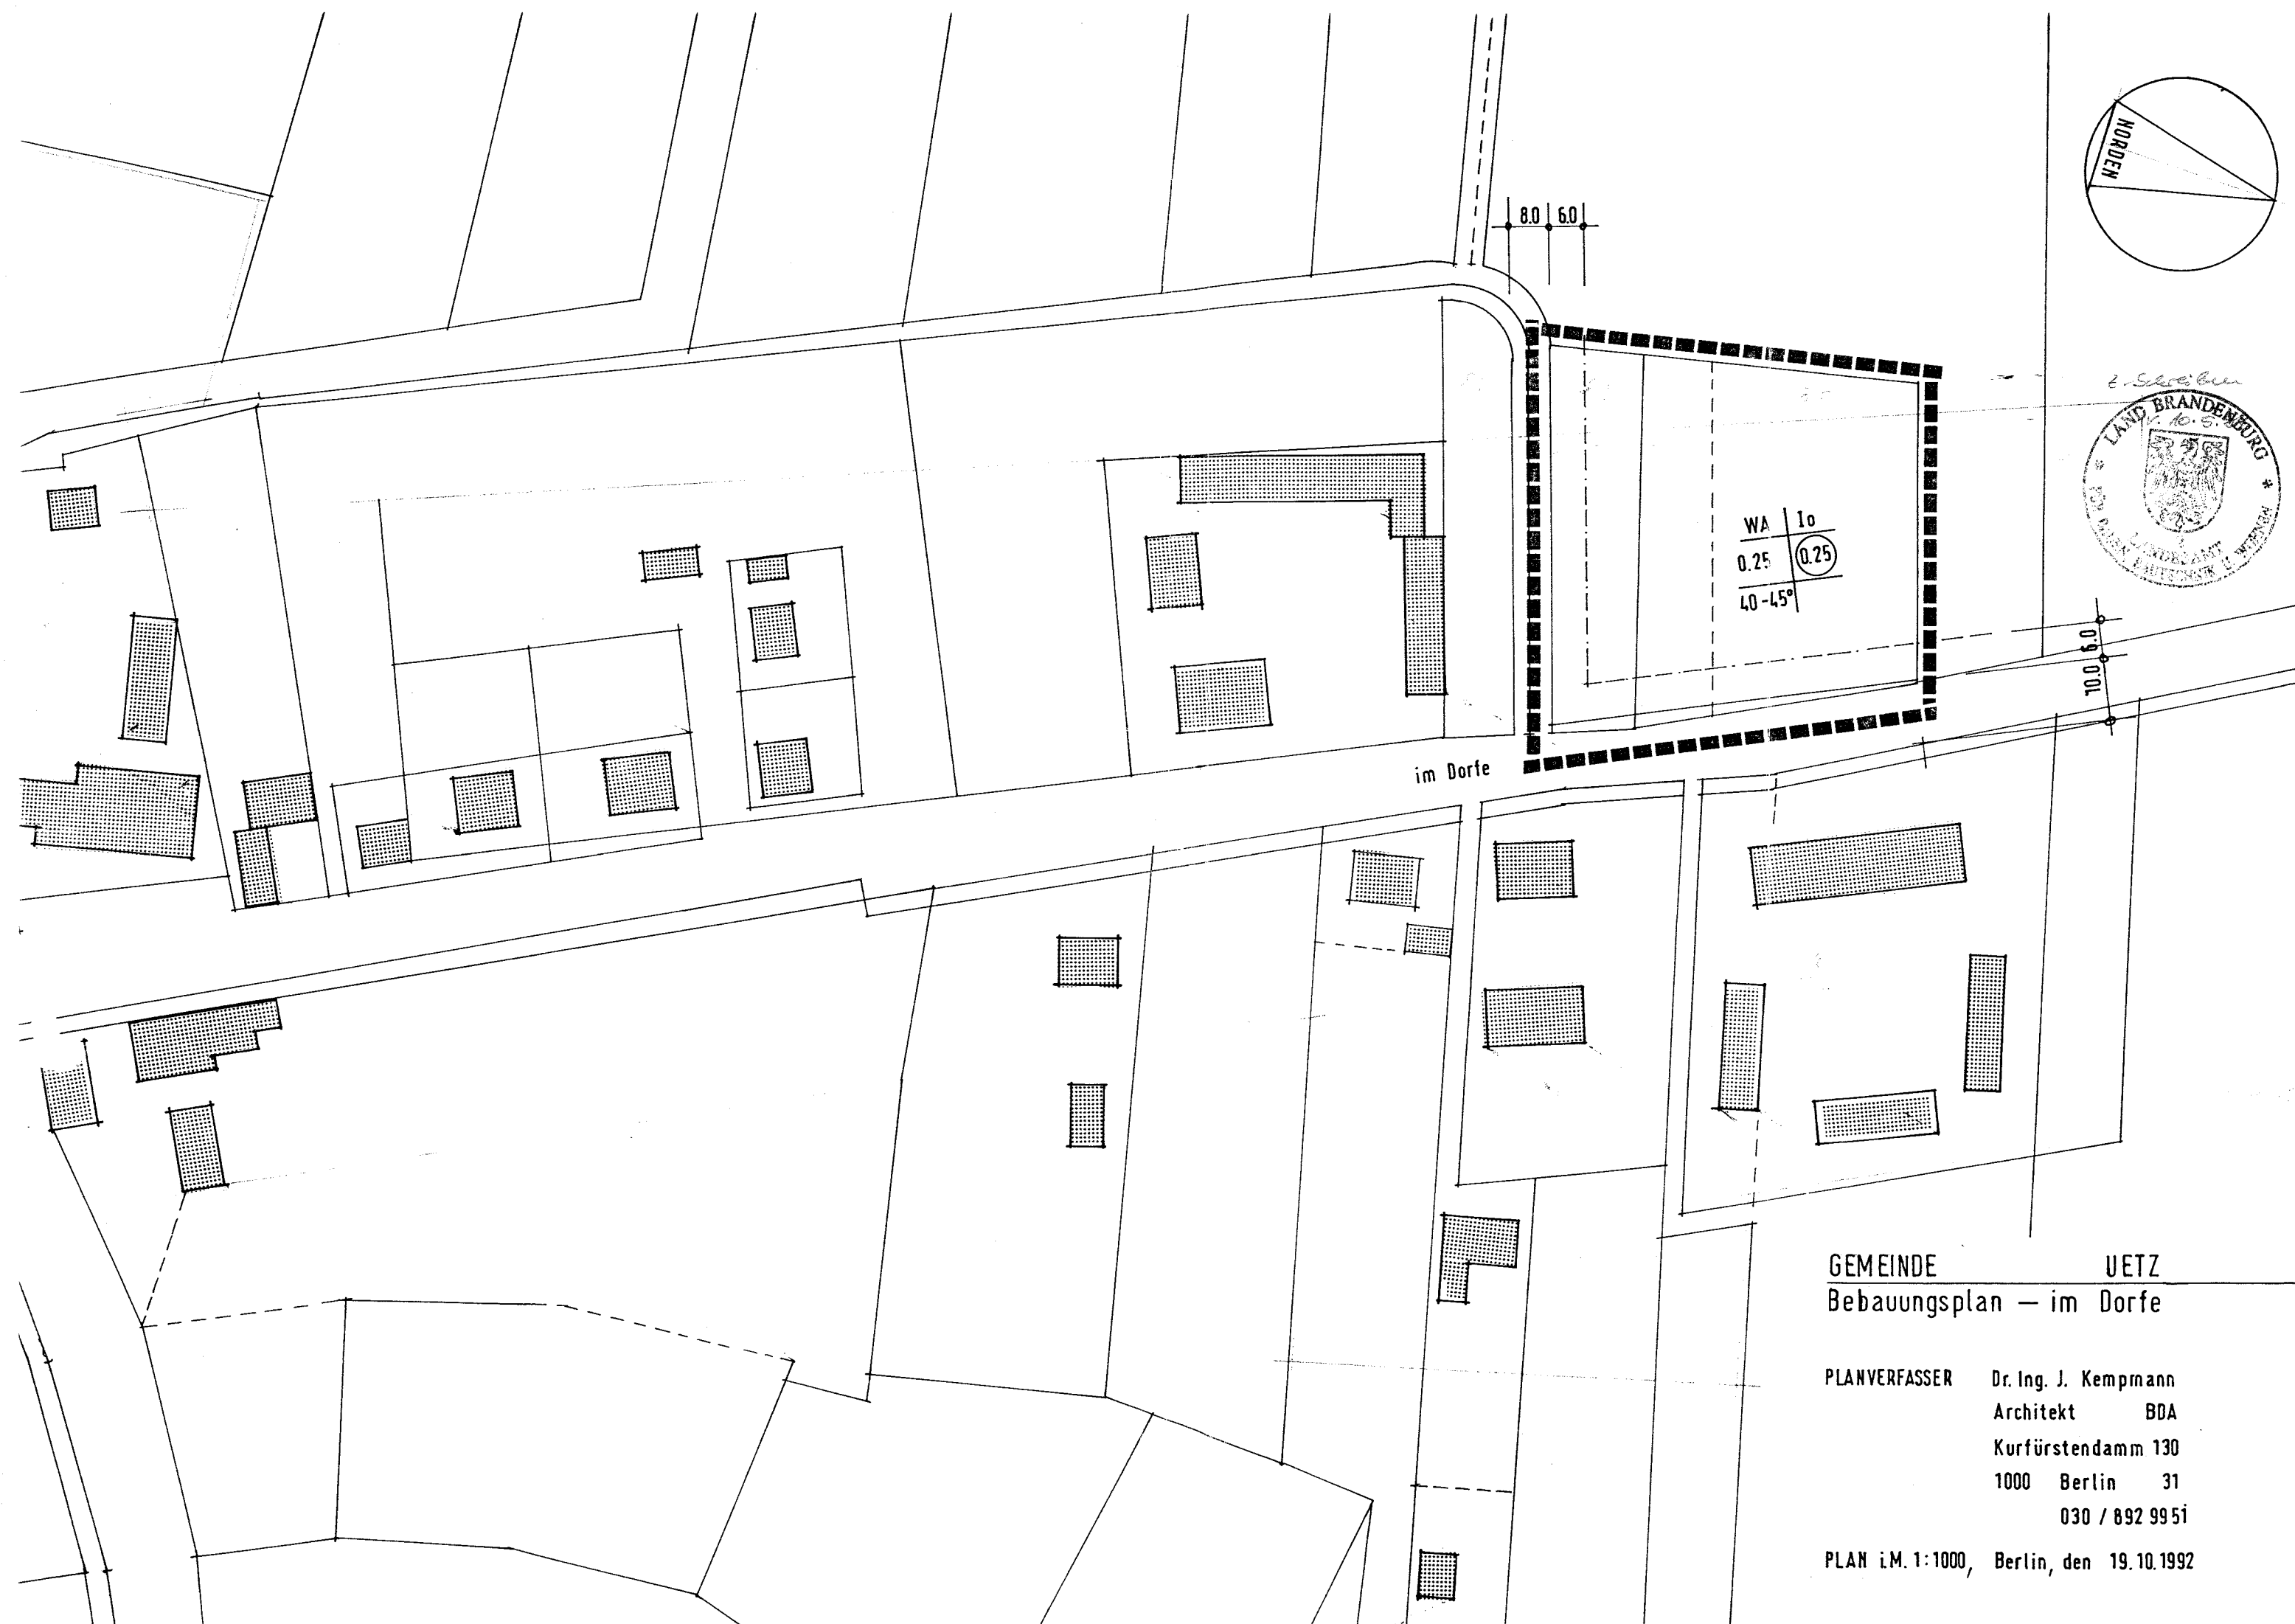 NORDEN
8.0 6.0
LAND BRANDENBURG
WA Io
0.25 0.25
40-45°
6.0
10.0
im Dorfe
GEMEINDE UETZ
Bebauungsplan — im Dorfe
PLANVERFASSER Dr. Ing. J. Kempmann
Architekt BDA
Kurfürstendamm 130
1000 Berlin 31
030 / 892 99 51
PLAN i.M. 1:1000, Berlin, den 19.10.1992